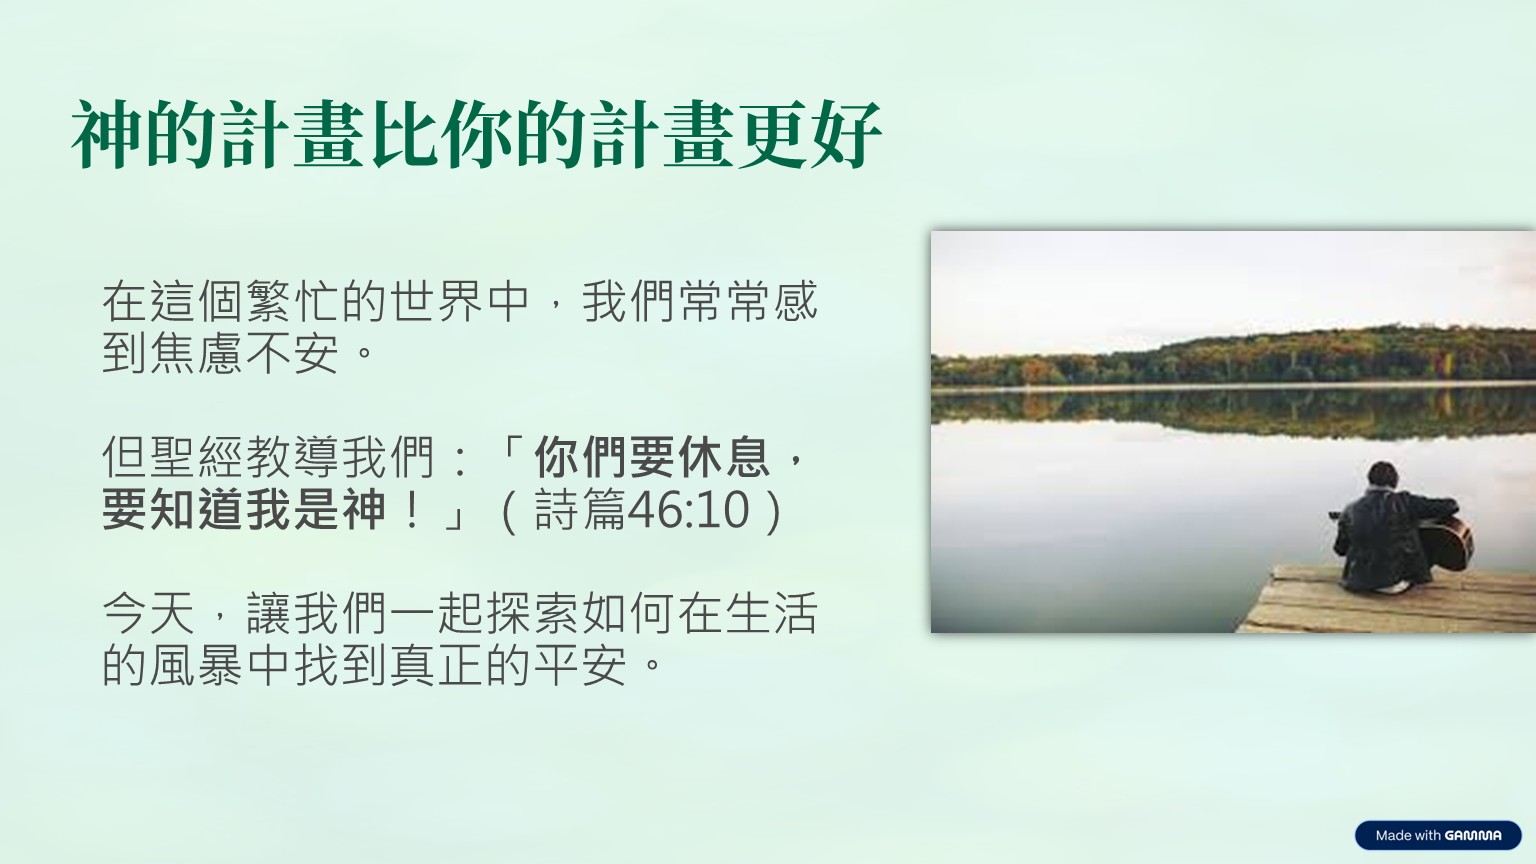 神的計畫比你的計畫更好
在這個繁忙的世界中，我們常常感
到焦慮不安。
但聖經教導我們：「你們要休息，
要知道我是神！」（詩篇46:10）
今天，讓我們一起探索如何在生活
的風暴中找到真正的平安。
Made with GAMMA